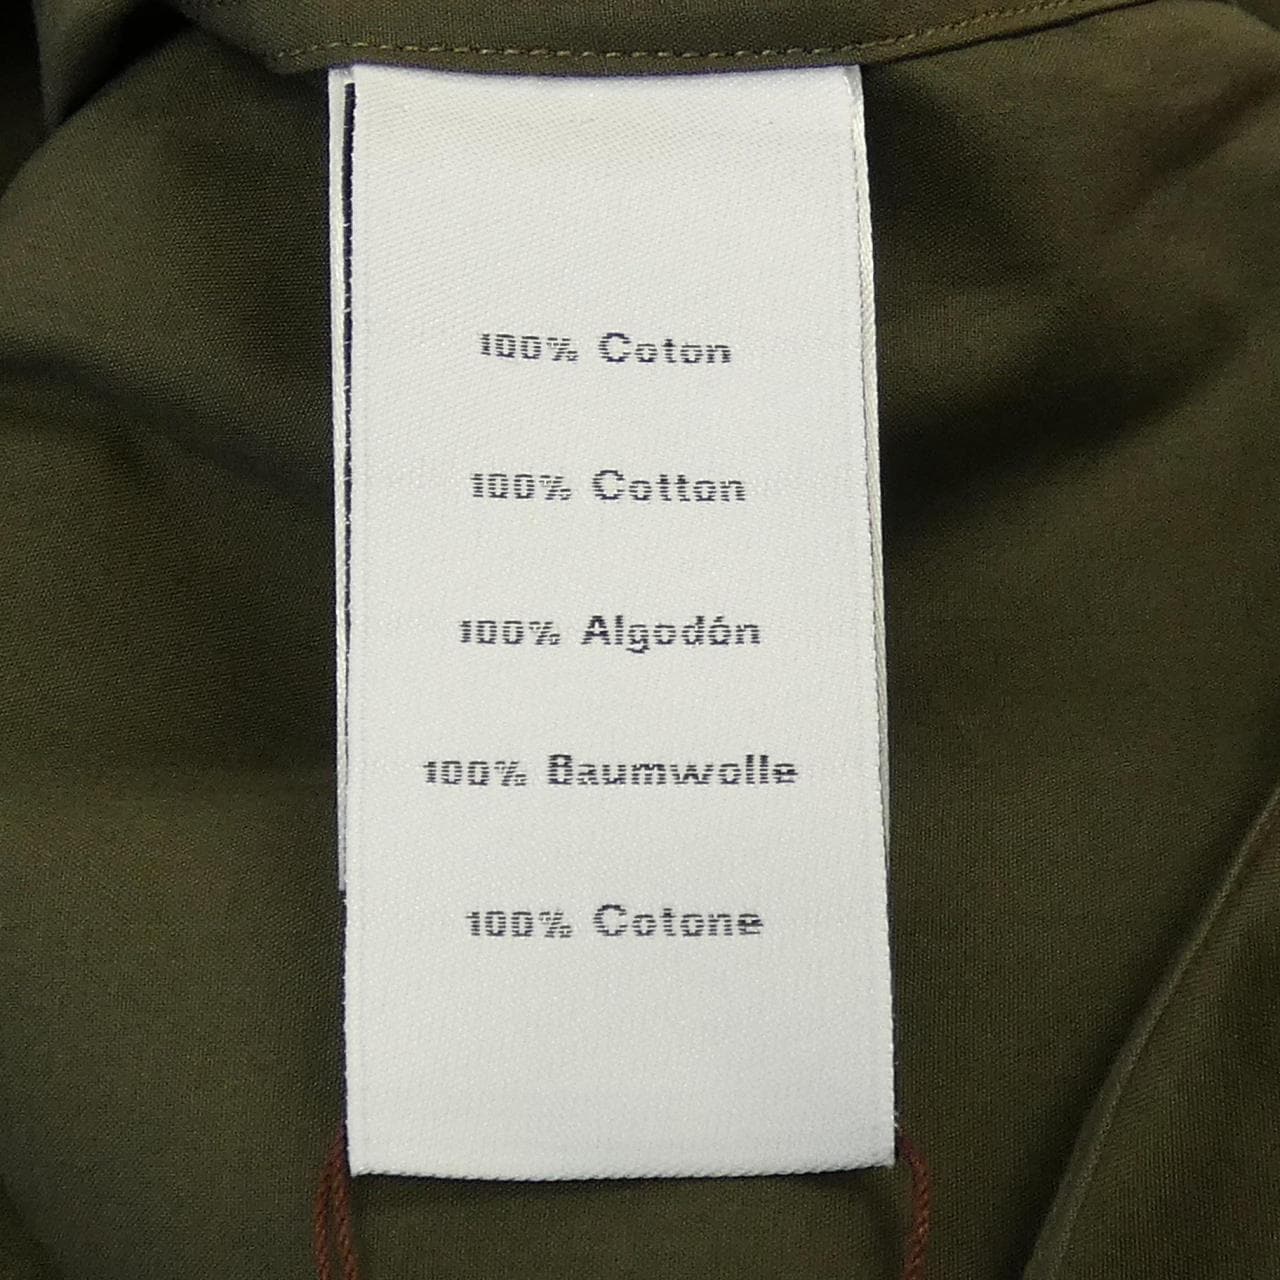 100% Coton
100% Cotton
100% Algodón
100% Baumwolle
100% Cotone